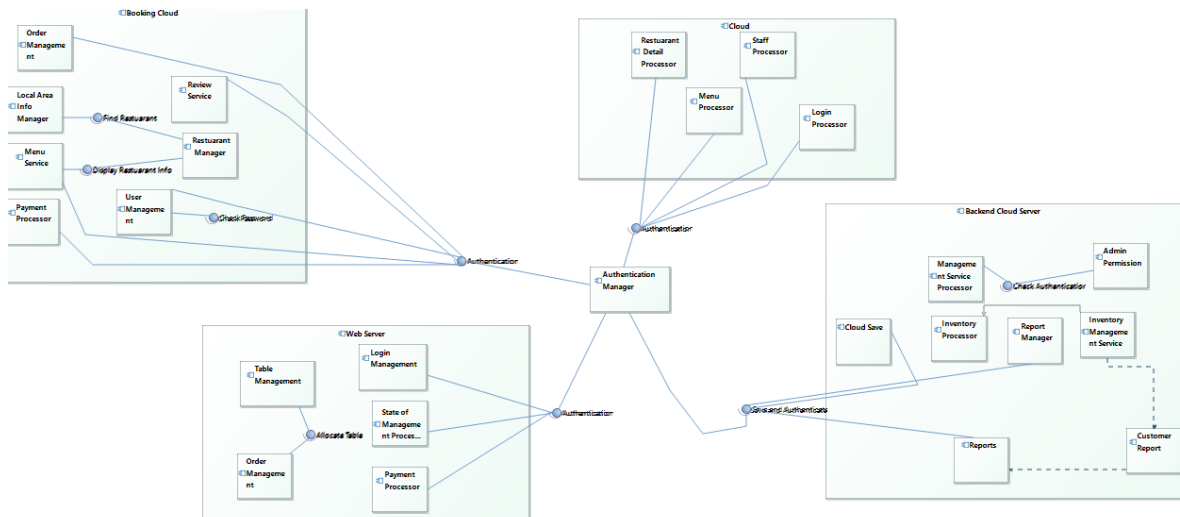 Booking Cloud
Order
Manageme
nt
Review
Service
Local Area
Info
Manager
Find Restuarant
Restuarant
Manager
Menu
Service
Display Restuarant Info
User
Management
nt
Check Password
Payment
Processor
Authentication
Cloud
Restuarant
Detail
Processor
Staff
Processor
Menu
Processor
Login
Processor
Authentication
Authentication
Manager
Backend Cloud Server
Manageme
nt Service
Processor
Admin
Permission
Check Authentication
Cloud Save
Inventory
Processor
Report
Manager
Inventory
Manageme
nt Service
Save and Authenticate
Reports
Customer
Report
Web Server
Login
Management
Table
Management
State of
Manageme
nt Proces...
Authentication
Allocate Table
Order
Manageme
nt
Payment
Processor